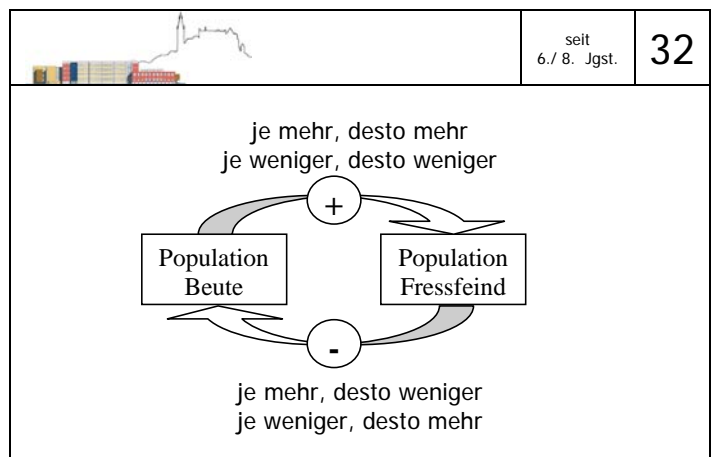 seit
6./ 8. Jgst.
32
je mehr, desto mehr
je weniger, desto weniger
+
Population
Beute
Population
Fressfeind
-
je mehr, desto weniger
je weniger, desto mehr